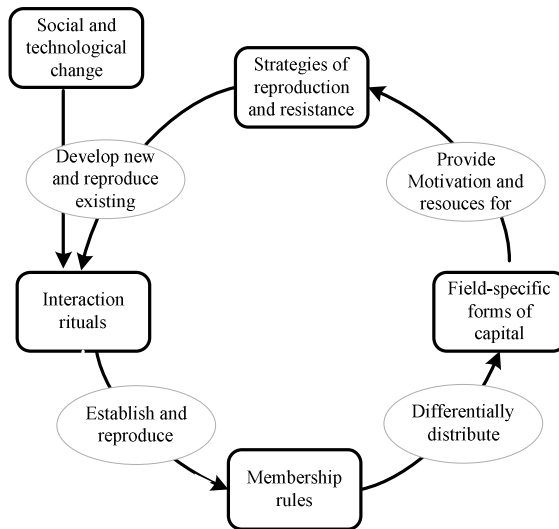 Social and
technological
change
Strategies of
reproduction
and resistance
Develop new
and reproduce
existing
Provide
Motivation and
resouces for
Interaction
rituals
Field-specific
forms of
capital
Establish and
reproduce
Differentially
distribute
Membership
rules